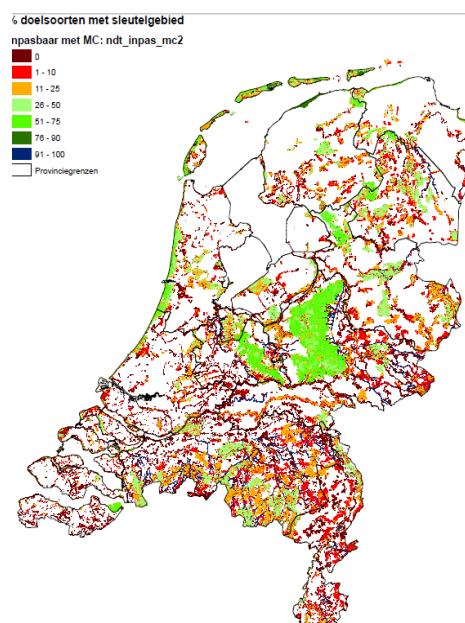 % doelsoorten met sleutelgebied
npasbaar met MC: ndt_inpas_mc2
0
1 - 10
11 - 25
26 - 50
51 - 75
76 - 90
91 - 100
Provinciegrenzen